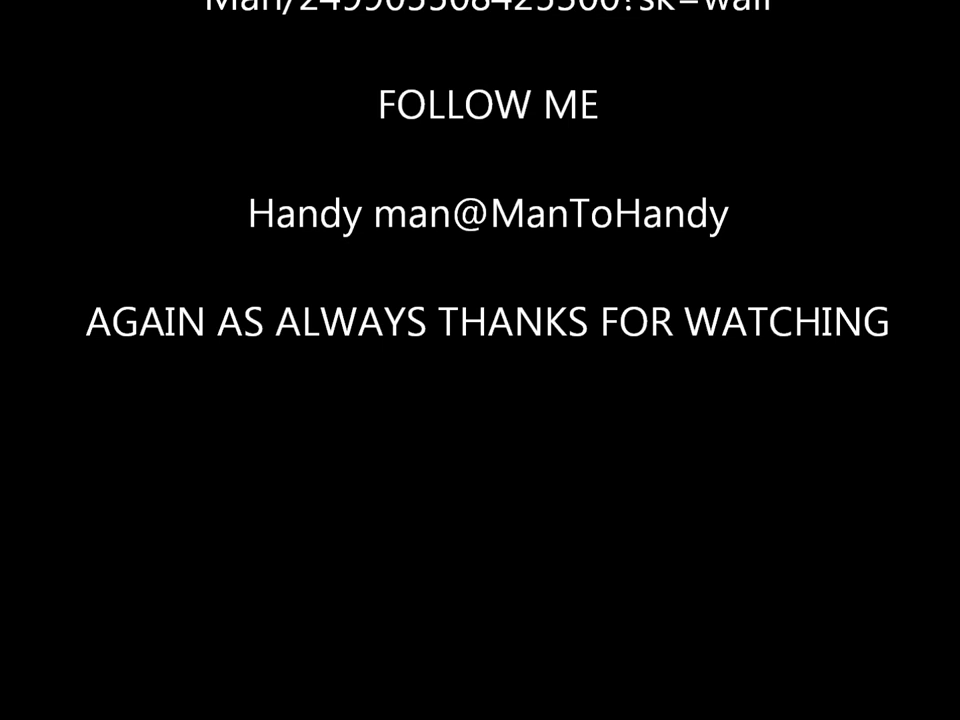 FOLLOW ME
Handy man@ManToHandy
AGAIN AS ALWAYS THANKS FOR WATCHING